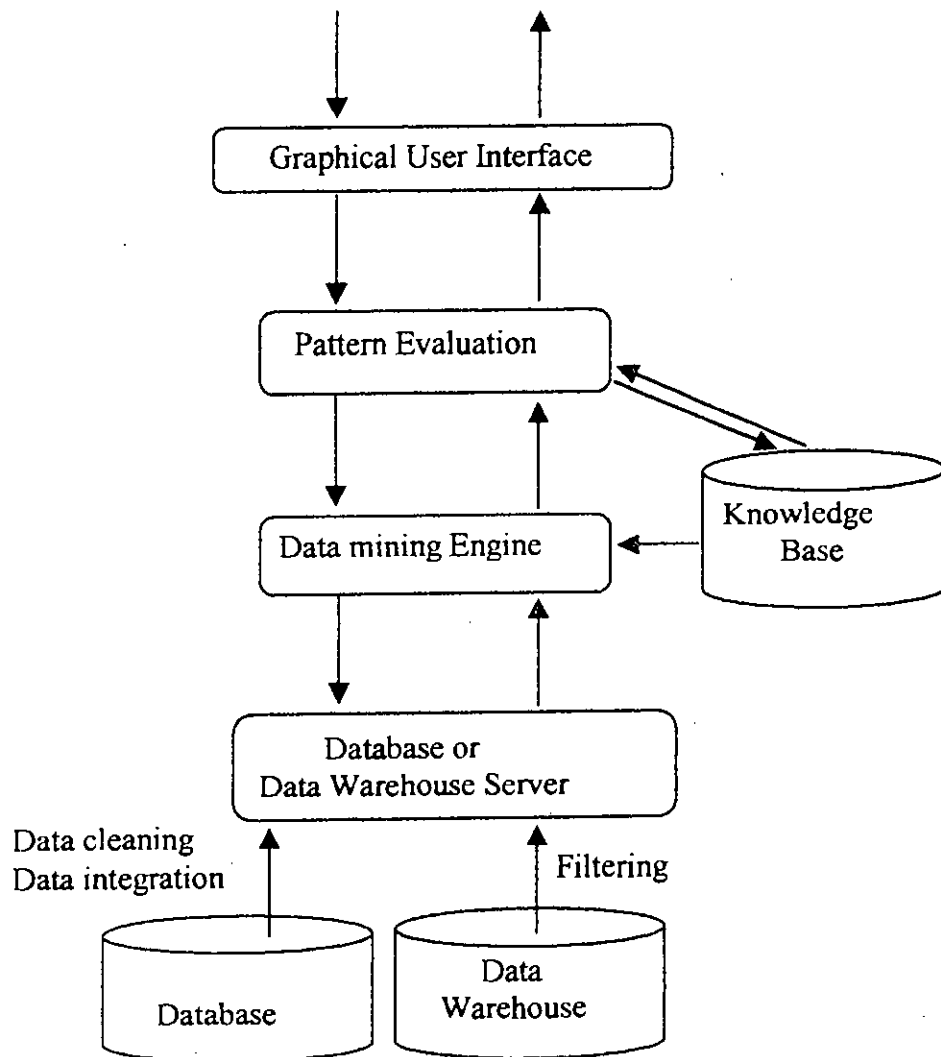 Graphical User Interface
Pattern Evaluation
Knowledge
Base
Data mining Engine
Database or
Data Warehouse Server
Data cleaning
Data integration
Filtering
Database
Data
Warehouse